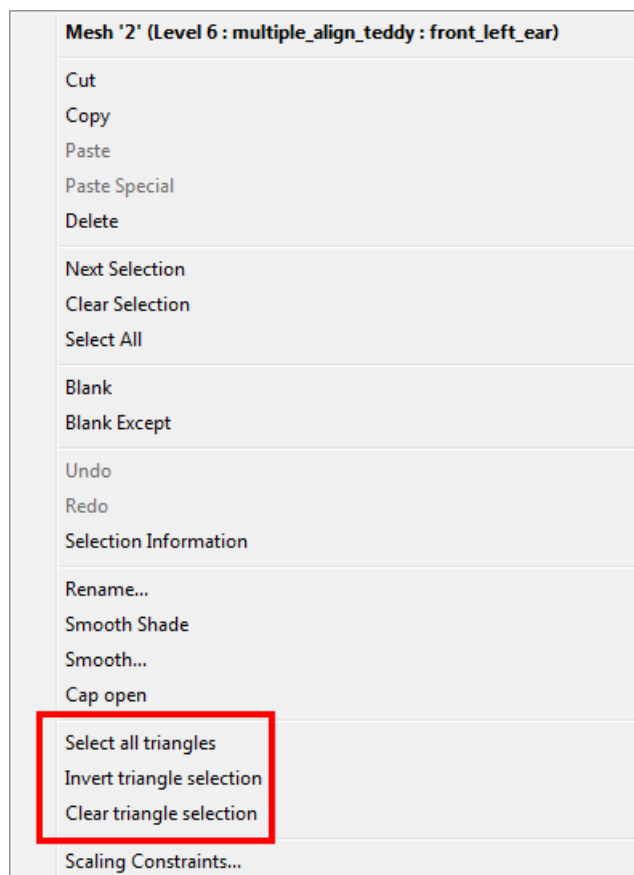 Mesh '2' (Level 6 : multiple_align_teddy : front_left_ear)
Cut
Copy
Paste
Paste Special
Delete
Next Selection
Clear Selection
Select All
Blank
Blank Except
Undo
Redo
Selection Information
Rename...
Smooth Shade
Smooth...
Cap open
Select all triangles
Invert triangle selection
Clear triangle selection
Scaling Constraints...